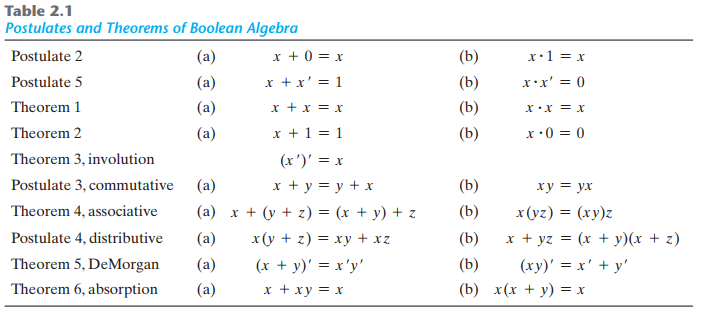 Table 2.1
Postulates and Theorems of Boolean Algebra
Postulate 2 (a) x + 0 = x (b) x·1 = x
Postulate 5 (a) x + x′ = 1 (b) x·x′ = 0
Theorem 1 (a) x + x = x (b) x·x = x
Theorem 2 (a) x + 1 = 1 (b) x·0 = 0
Theorem 3, involution (x′)′ = x
Postulate 3, commutative (a) x + y = y + x (b) xy = yx
Theorem 4, associative (a) x + (y + z) = (x + y) + z (b) x(yz) = (xy)z
Postulate 4, distributive (a) x(y + z) = xy + xz (b) x + yz = (x + y)(x + z)
Theorem 5, DeMorgan (a) (x + y)′ = x′y′ (b) (xy)′ = x′ + y′
Theorem 6, absorption (a) x + xy = x (b) x(x + y) = x